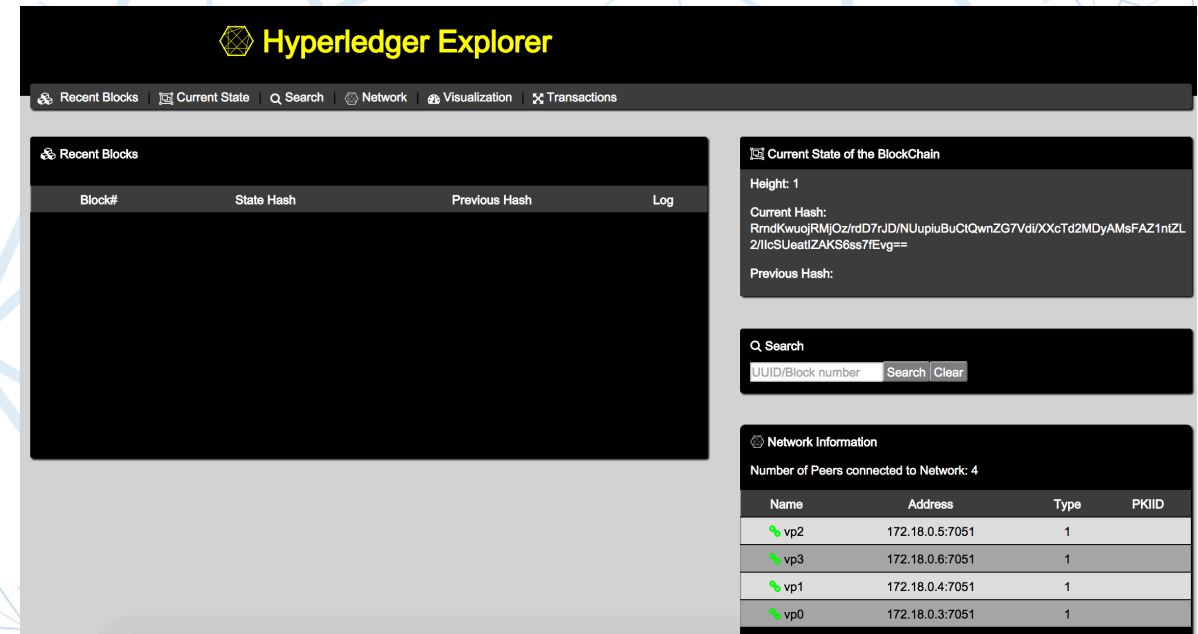 Hyperledger Explorer
Recent Blocks | Current State | Search | Network | Visualization | Transactions
Recent Blocks
Block# State Hash Previous Hash Log
Current State of the BlockChain
Height: 1
Current Hash:
RrndKwuojRMjOz/rdD7rJD/NUupiuBuCtQwnZG7Vdi/XXcTd2MDyAMsFAZ1ntZL
2/IIcSUeatIZAKS6ss7fEvg==
Previous Hash:
Search
UUID/Block number Search Clear
Network Information
Number of Peers connected to Network: 4
Name Address Type PKIID
vp2 172.18.0.5:7051 1
vp3 172.18.0.6:7051 1
vp1 172.18.0.4:7051 1
vp0 172.18.0.3:7051 1